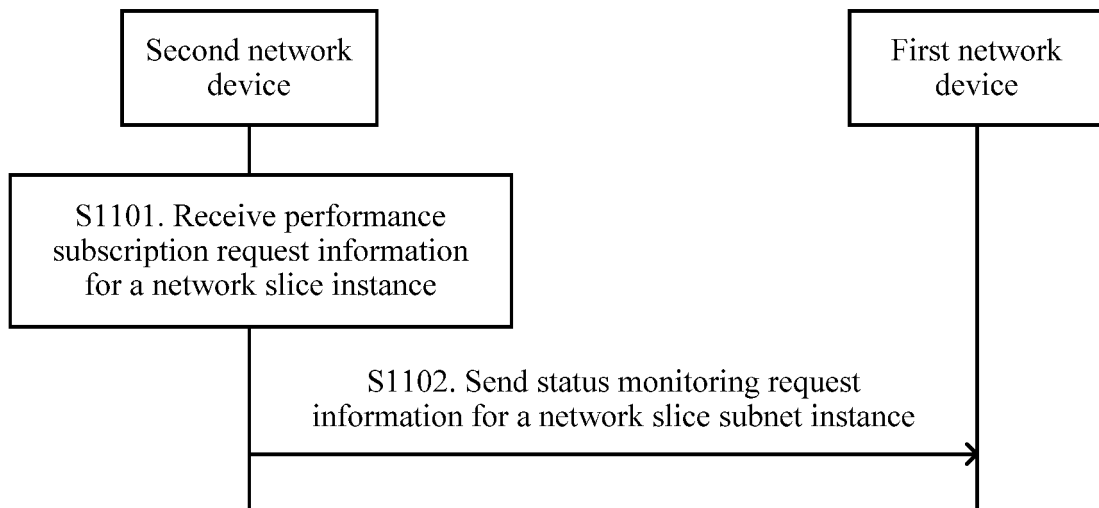 Second network
device
First network
device
S1101. Receive performance
subscription request information
for a network slice instance
S1102. Send status monitoring request
information for a network slice subnet instance